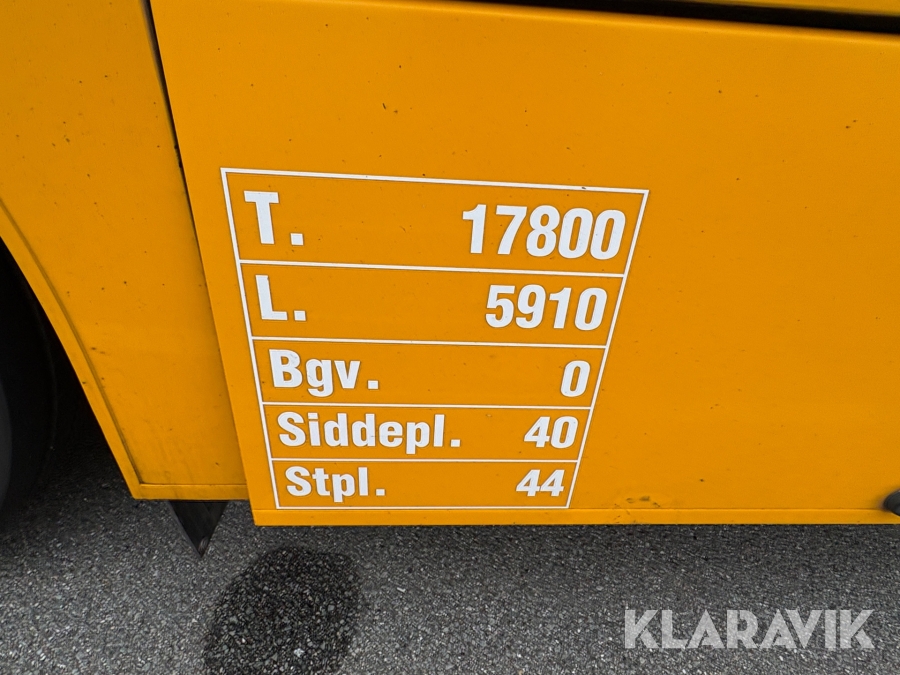 T. 17800
L. 5910
Bgv. 0
Siddepl. 40
Stpl. 44
KLARAVIK